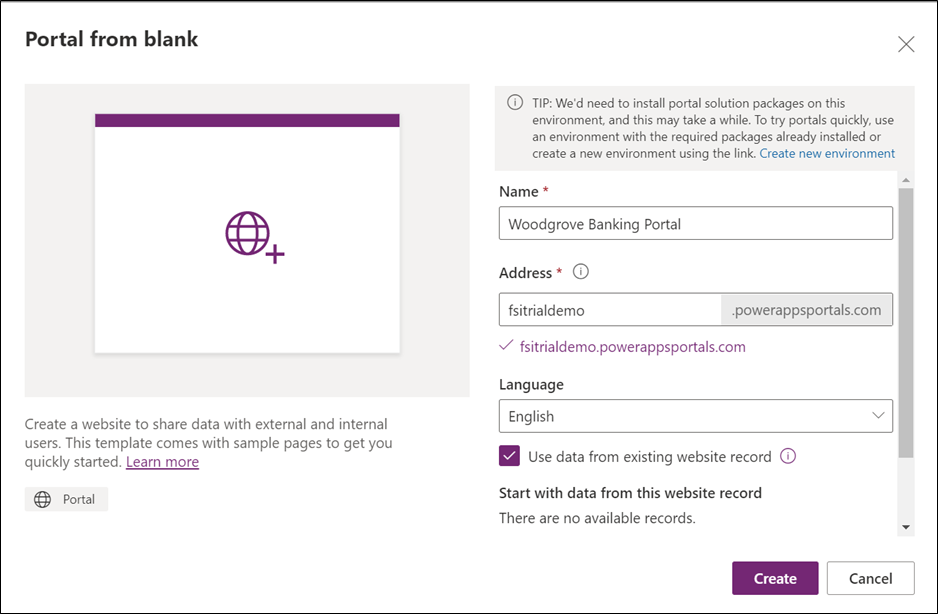 Portal from blank
TIP: We'd need to install portal solution packages on this
environment, and this may take a while. To try portals quickly, use
an environment with the required packages already installed or
create a new environment using the link. Create new environment
Name *
Woodgrove Banking Portal
Address *
fsitrialdemo .powerappsportals.com
fsitrialdemo.powerappsportals.com
Language
English
Use data from existing website record
Start with data from this website record
There are no available records.
Create a website to share data with external and internal
users. This template comes with sample pages to get you
quickly started. Learn more
Portal
Create Cancel